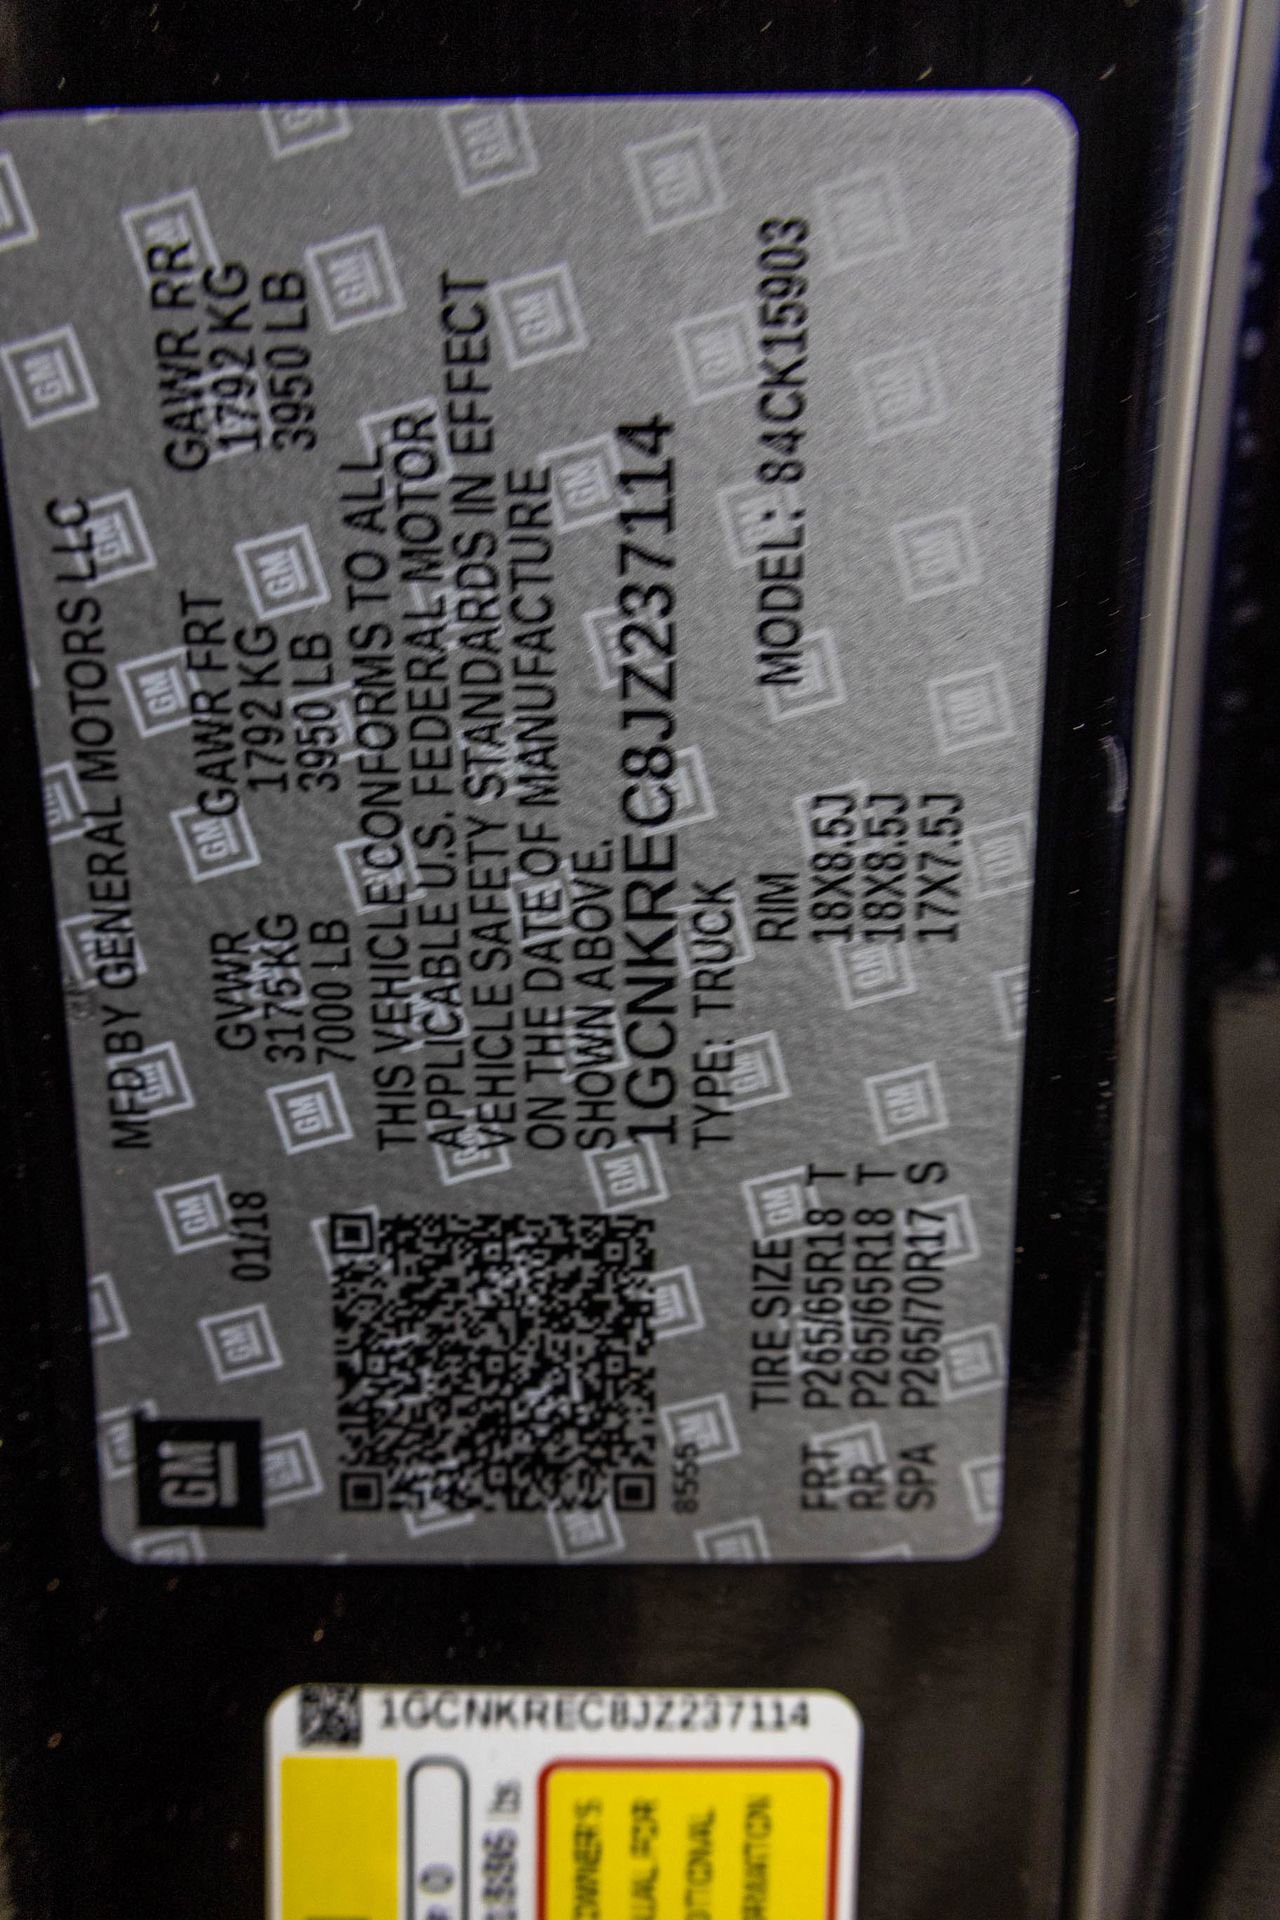 GM
MFD BY GENERAL MOTORS LLC
01/18
GVWR GAWR FRT GAWR RR
3175 KG 1792 KG 1792 KG
7000 LB 3950 LB 3950 LB
THIS VEHICLE CONFORMS TO ALL
APPLICABLE U.S. FEDERAL MOTOR
VEHICLE SAFETY STANDARDS IN EFFECT
ON THE DATE OF MANUFACTURE
SHOWN ABOVE.
1GCNKREC8JZ237114
8555 TYPE: TRUCK
TIRE SIZE RIM MODEL: 84CK15903
FRT P265/65R18 T 18X8.5J
RR P265/65R18 T 18X8.5J
SPA P265/70R17 S 17X7.5J
1GCNKREC8JZ237114
OWNER'S